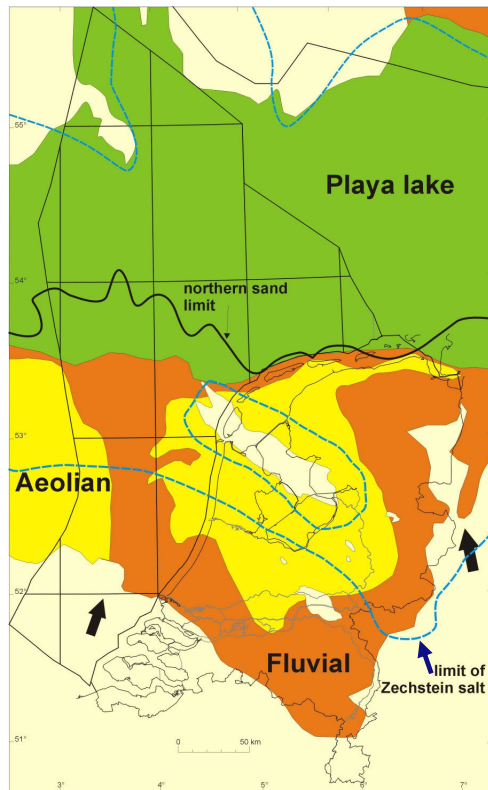 55°
Playa lake
54°
northern sand
limit
53°
Aeolian
52°
Fluvial
limit of
Zechstein salt
0
50 km
51°
3°
4°
5°
6°
7°